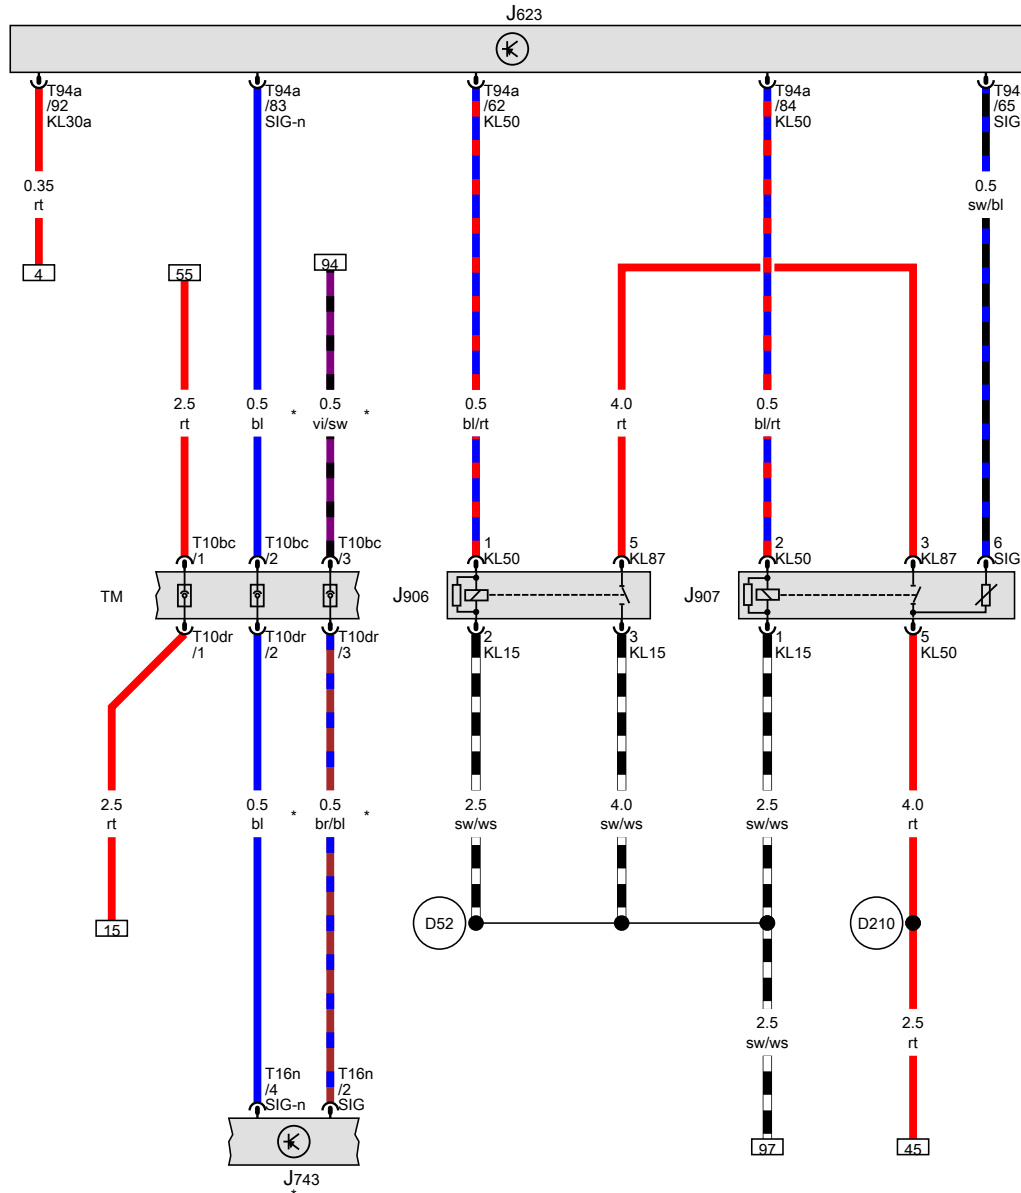 J623
T94a
/92
KL30a
T94a
/83
SIG-n
T94a
/62
KL50
T94a
/84
KL50
T94
/65
SIG
0.35
rt
0.5
sw/bl
4
55
94
2.5
rt
0.5
bl
*
0.5
vi/sw
*
0.5
bl/rt
4.0
rt
0.5
bl/rt
T10bc
/1
T10bc
/2
T10bc
/3
1
KL50
5
KL87
2
KL50
3
KL87
6
SIG
TM
J906
J907
T10dr
/1
T10dr
/2
T10dr
/3
2
KL15
3
KL15
1
KL15
5
KL50
2.5
rt
0.5
bl
*
0.5
br/bl
*
2.5
sw/ws
4.0
sw/ws
2.5
sw/ws
4.0
rt
15
D52
D210
2.5
sw/ws
2.5
rt
T16n
/4
SIG-n
T16n
/2
SIG
97
45
J743
*